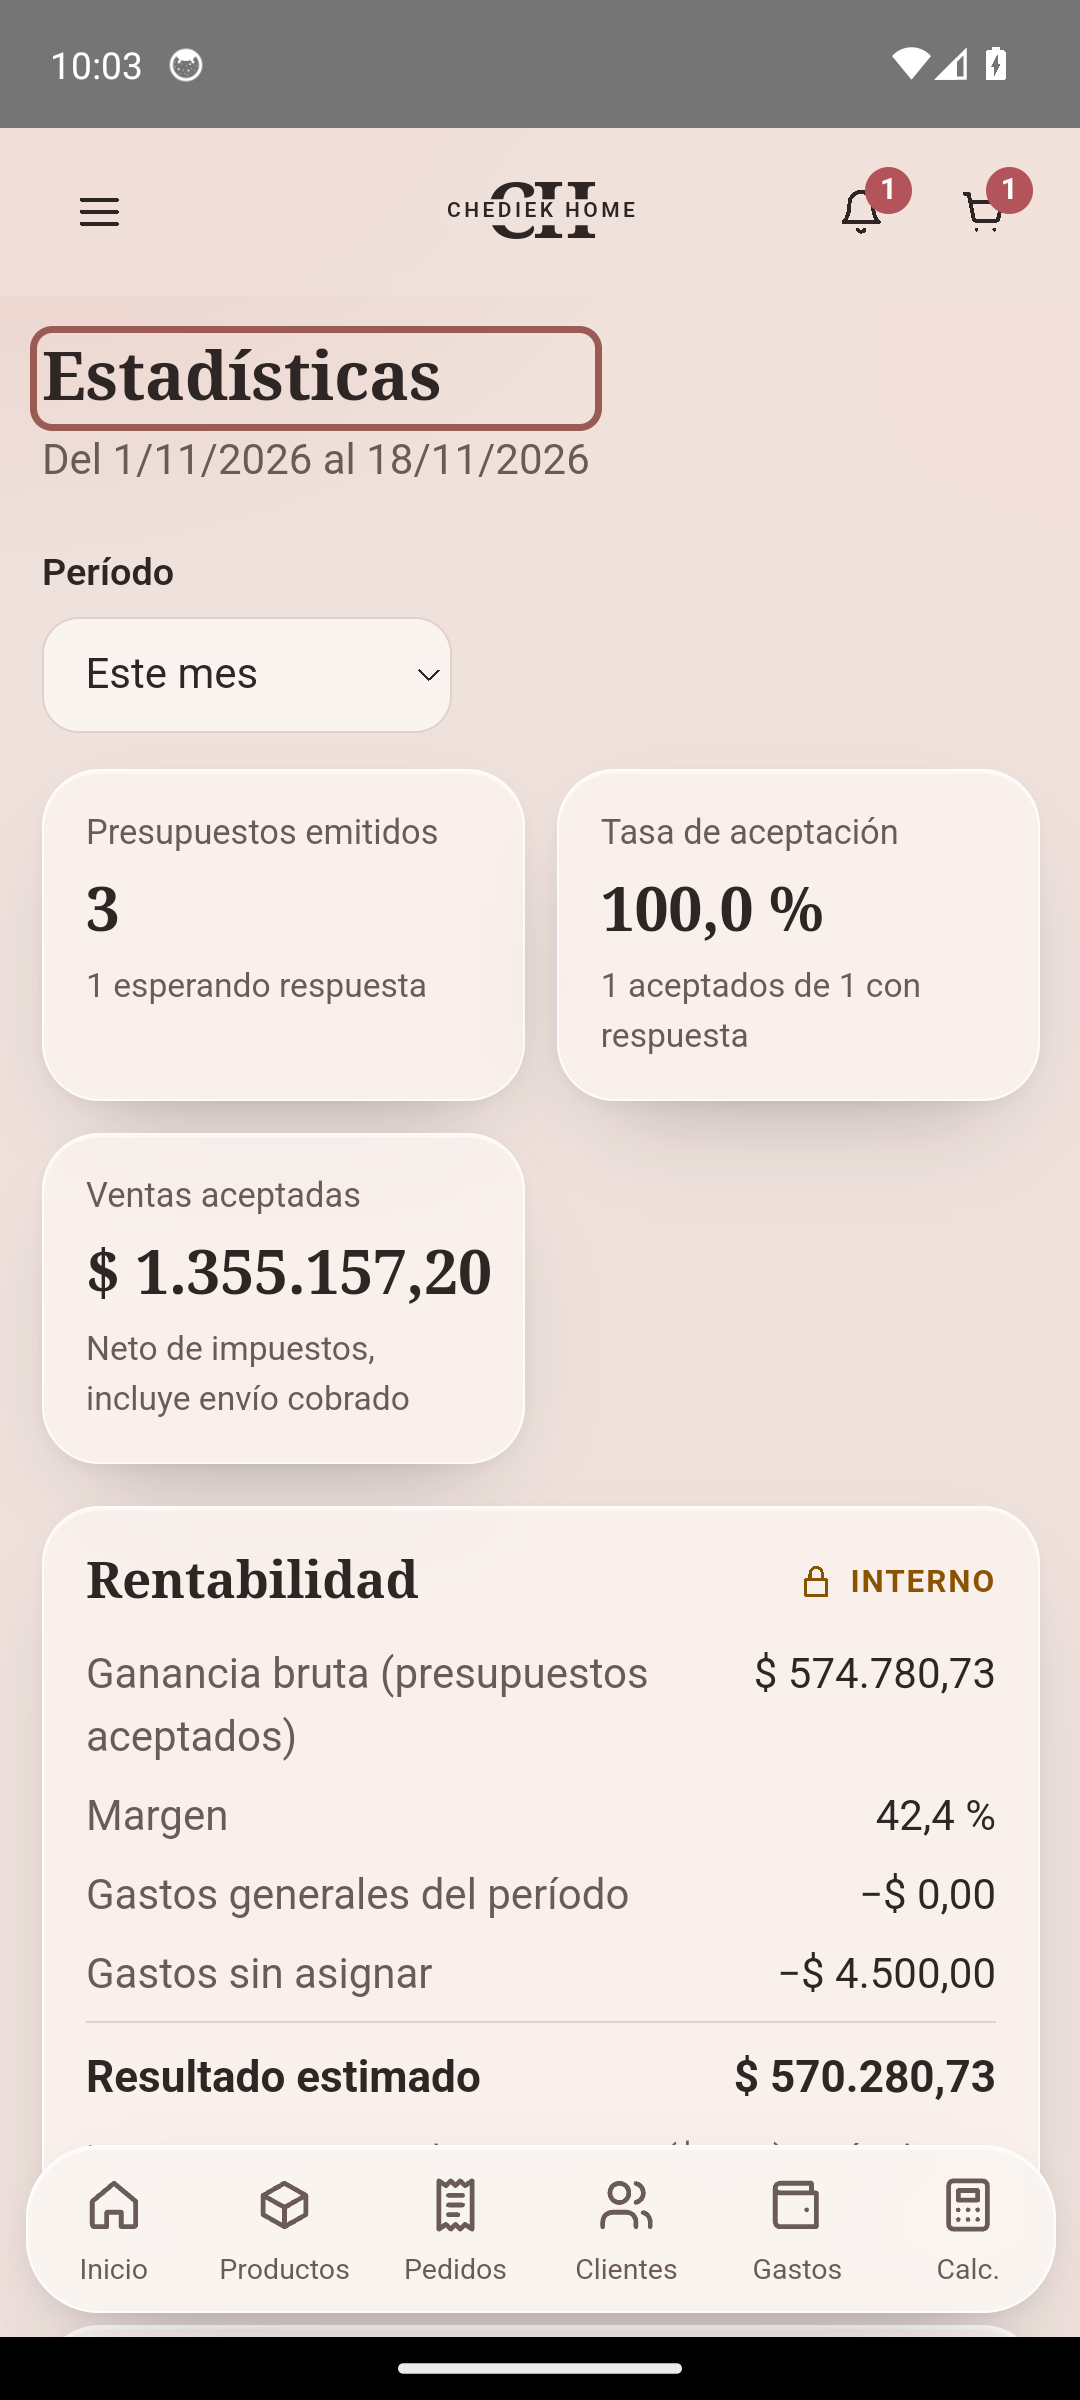 10:03
CH
CHEDIEK HOME
1
1
Estadísticas
Del 1/11/2026 al 18/11/2026
Período
Este mes
Presupuestos emitidos
3
1 esperando respuesta
Tasa de aceptación
100,0 %
1 aceptados de 1 con
respuesta
Ventas aceptadas
$ 1.355.157,20
Neto de impuestos,
incluye envío cobrado
Rentabilidad
INTERNO
Ganancia bruta (presupuestos
aceptados)
$ 574.780,73
Margen
42,4 %
Gastos generales del período
−$ 0,00
Gastos sin asignar
−$ 4.500,00
Resultado estimado
$ 570.280,73
Inicio
Productos
Pedidos
Clientes
Gastos
Calc.